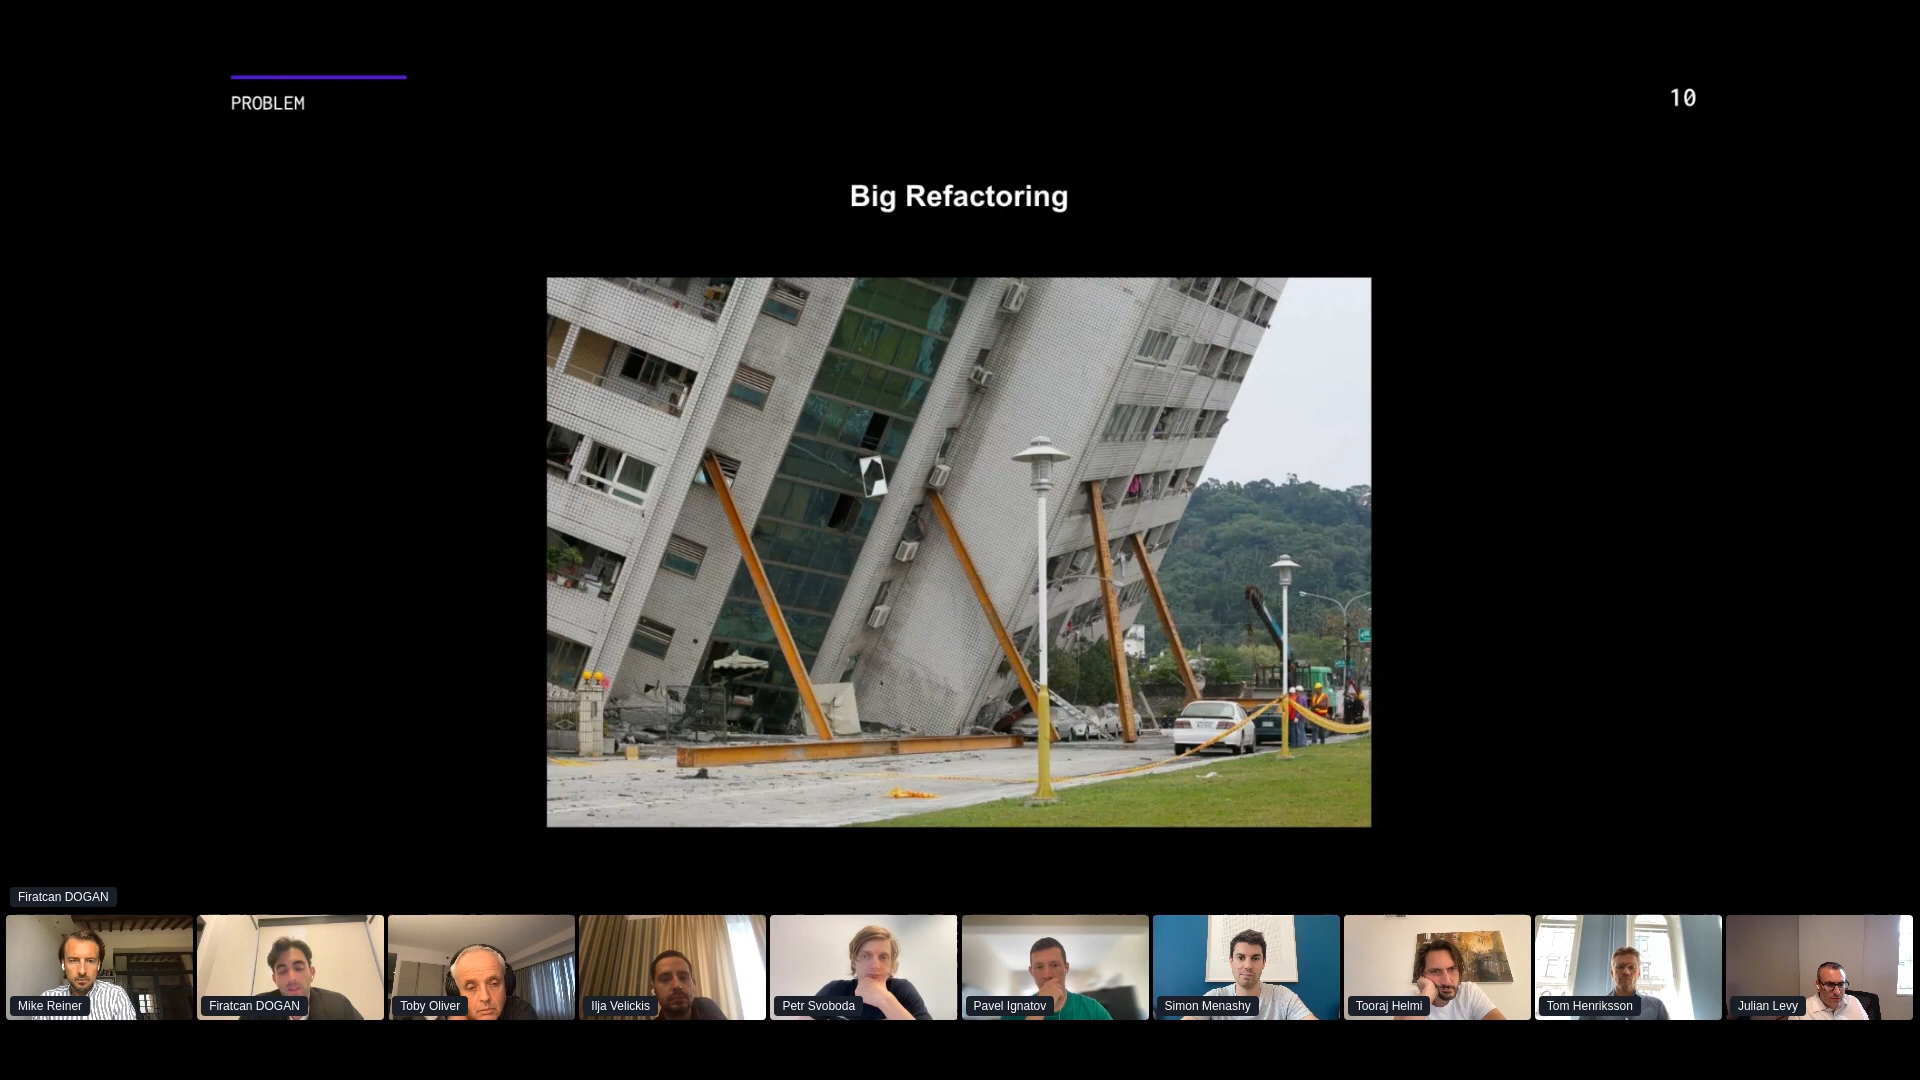 PROBLEM
10
Big Refactoring
Firatcan DOGAN
Mike Reiner
Firatcan DOGAN
Toby Oliver
Ilja Velickis
Petr Svoboda
Pavel Ignatov
Simon Menashy
Tooraj Helmi
Tom Henriksson
Julian Levy